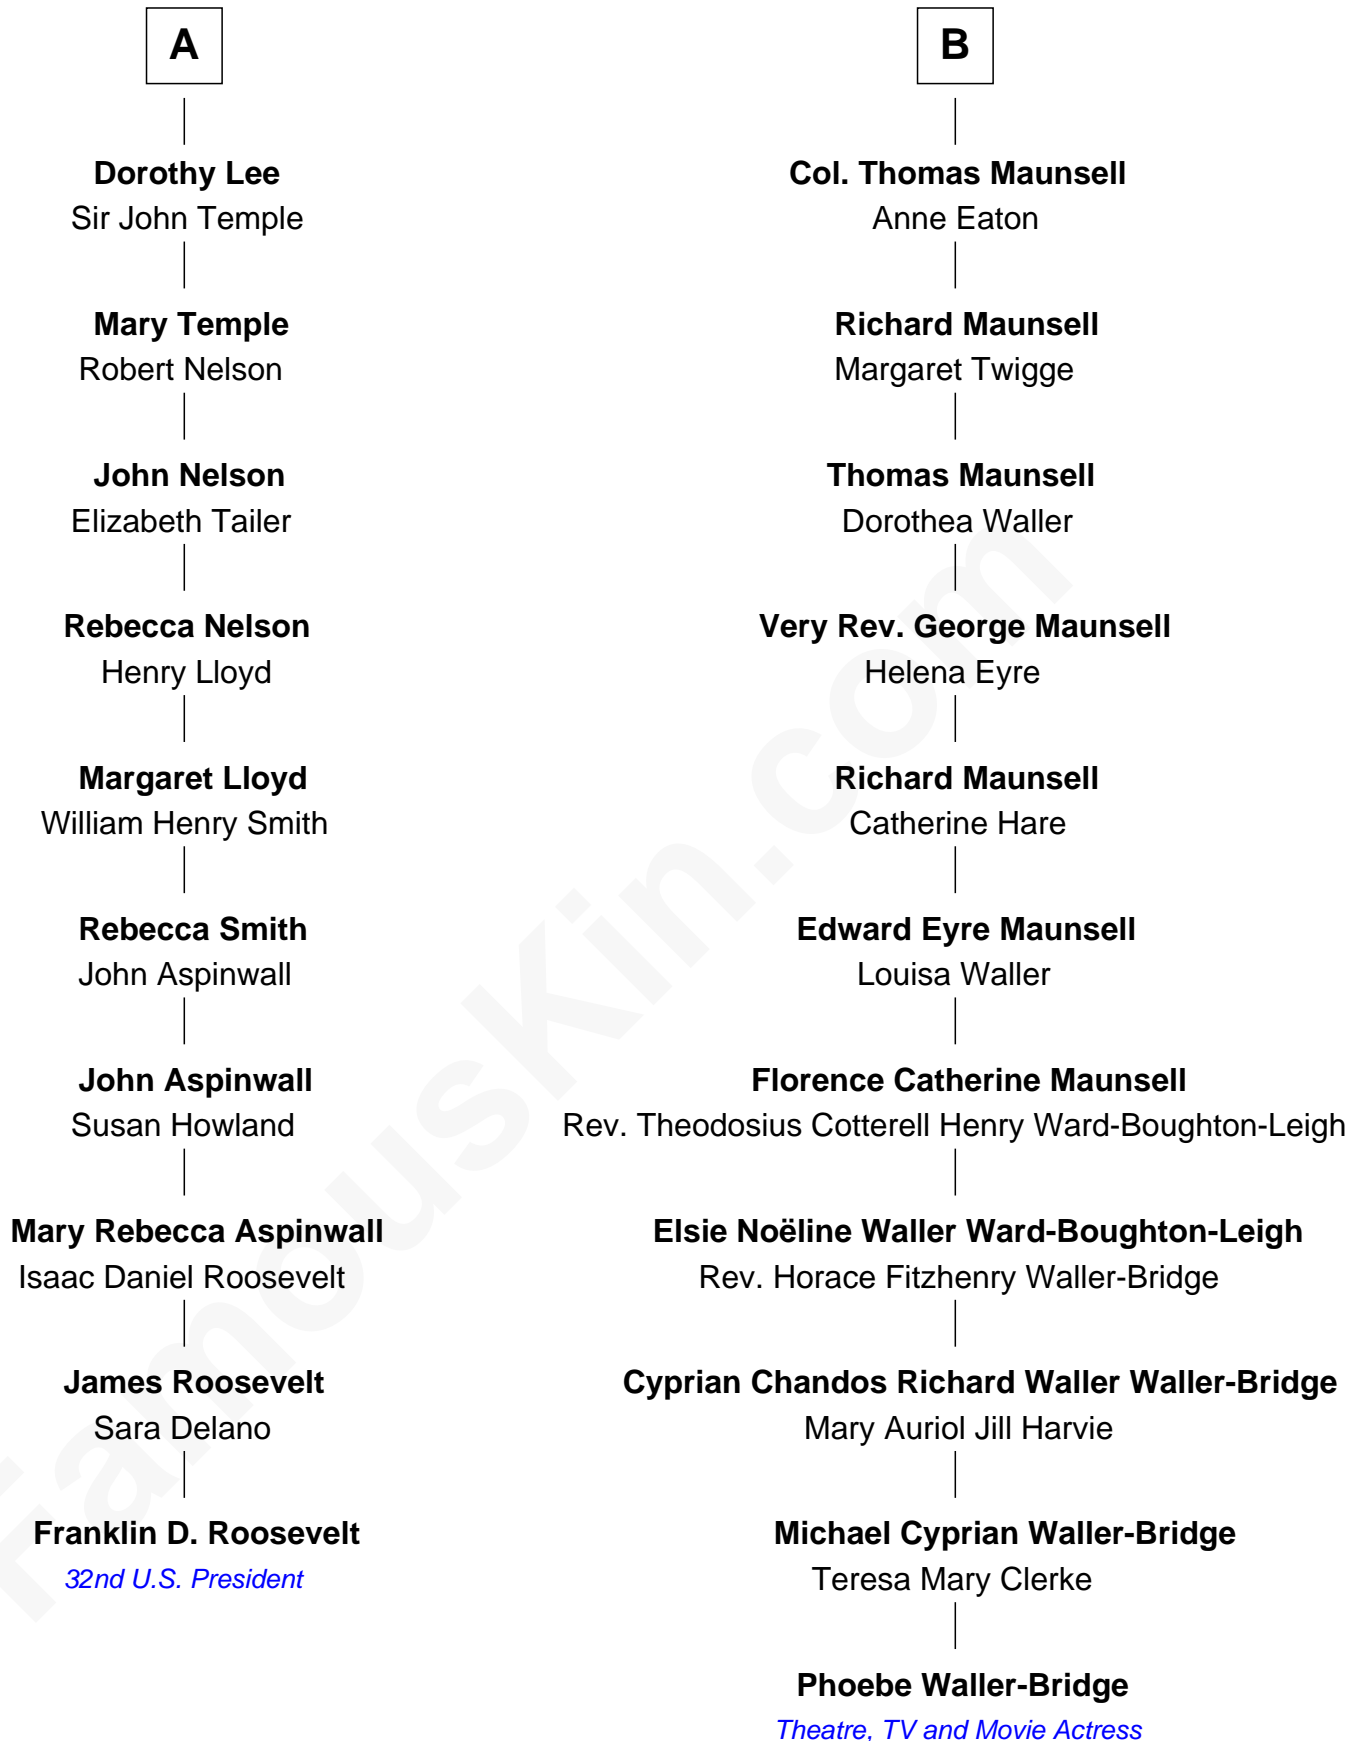 A
Dorothy Lee
Sir John Temple
Mary Temple
Robert Nelson
John Nelson
Elizabeth Tailer
Rebecca Nelson
Henry Lloyd
Margaret Lloyd
William Henry Smith
Rebecca Smith
John Aspinwall
John Aspinwall
Susan Howland
Mary Rebecca Aspinwall
Isaac Daniel Roosevelt
James Roosevelt
Sara Delano
Franklin D. Roosevelt
32nd U.S. President
B
Col. Thomas Maunsell
Anne Eaton
Richard Maunsell
Margaret Twigge
Thomas Maunsell
Dorothea Waller
Very Rev. George Maunsell
Helena Eyre
Richard Maunsell
Catherine Hare
Edward Eyre Maunsell
Louisa Waller
Florence Catherine Maunsell
Rev. Theodosius Cotterell Henry Ward-Boughton-Leigh
Elsie Noëline Waller Ward-Boughton-Leigh
Rev. Horace Fitzhenry Waller-Bridge
Cyprian Chandos Richard Waller Waller-Bridge
Mary Auriol Jill Harvie
Michael Cyprian Waller-Bridge
Teresa Mary Clerke
Phoebe Waller-Bridge
Theatre, TV and Movie Actress
FamousKin.com